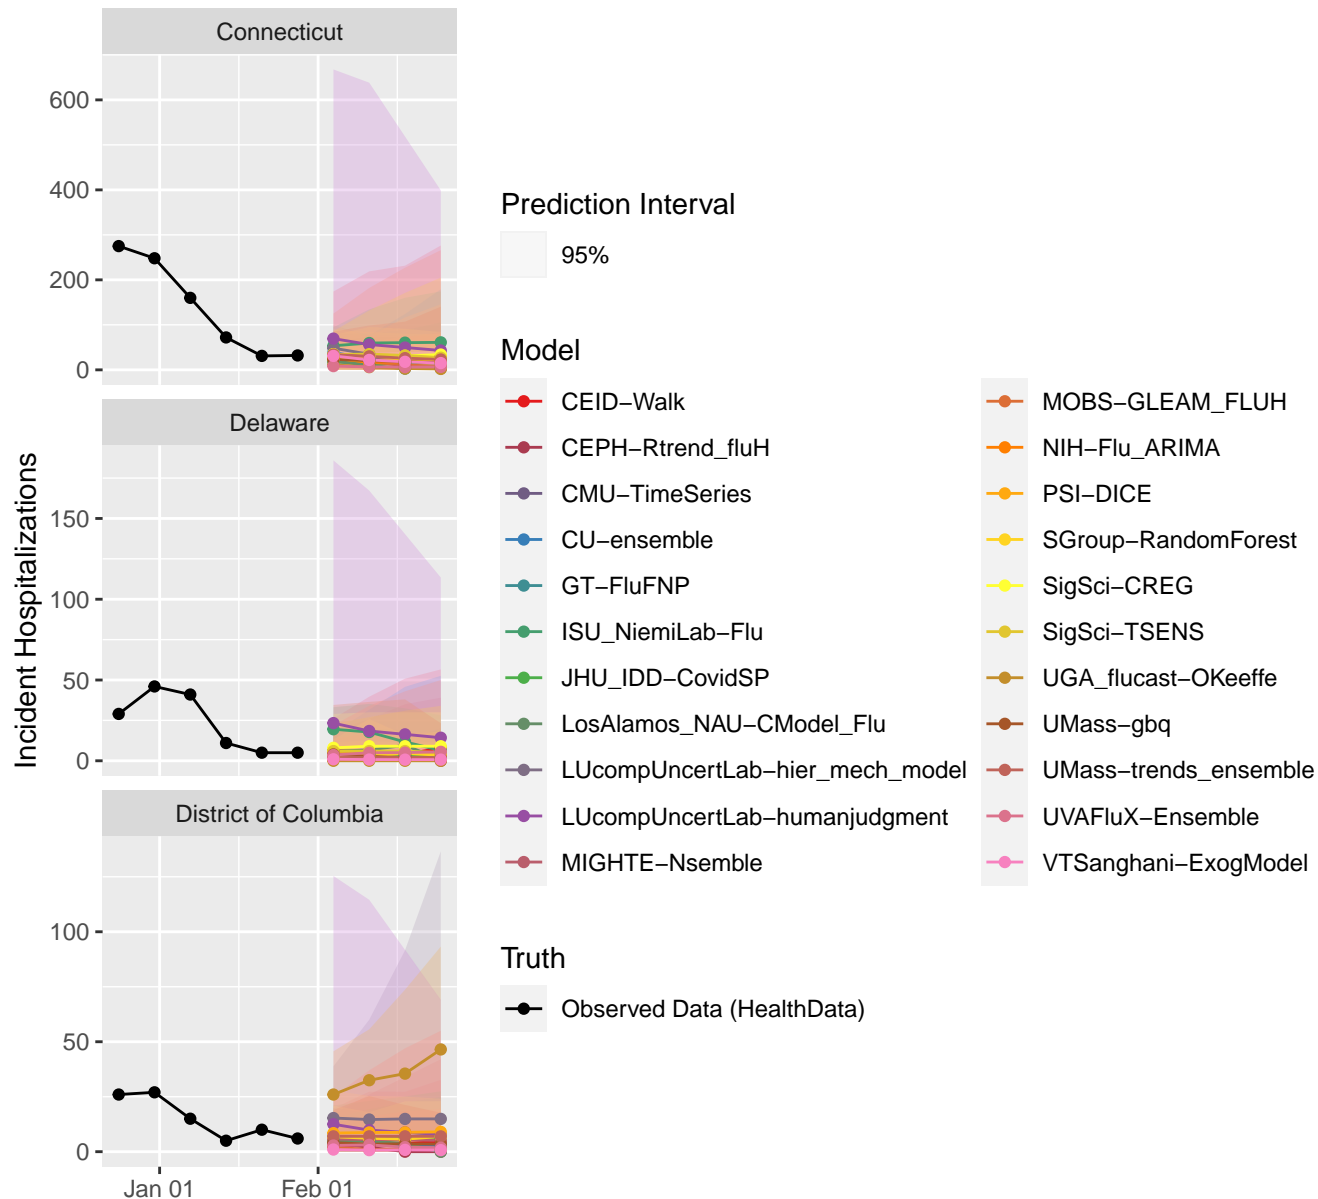 Connecticut
600
400
200
0
Delaware
150
100
50
0
District of Columbia
100
50
0
Jan 01
Feb 01
Incident Hospitalizations
Prediction Interval
95%
Model
CEID−Walk
CEPH−Rtrend_fluH
CMU−TimeSeries
CU−ensemble
GT−FluFNP
ISU_NiemiLab−Flu
JHU_IDD−CovidSP
LosAlamos_NAU−CModel_Flu
LUcompUncertLab−hier_mech_model
LUcompUncertLab−humanjudgment
MIGHTE−Nsemble
MOBS−GLEAM_FLUH
NIH−Flu_ARIMA
PSI−DICE
SGroup−RandomForest
SigSci−CREG
SigSci−TSENS
UGA_flucast−OKeeffe
UMass−gbq
UMass−trends_ensemble
UVAFluX−Ensemble
VTSanghani−ExogModel
Truth
Observed Data (HealthData)